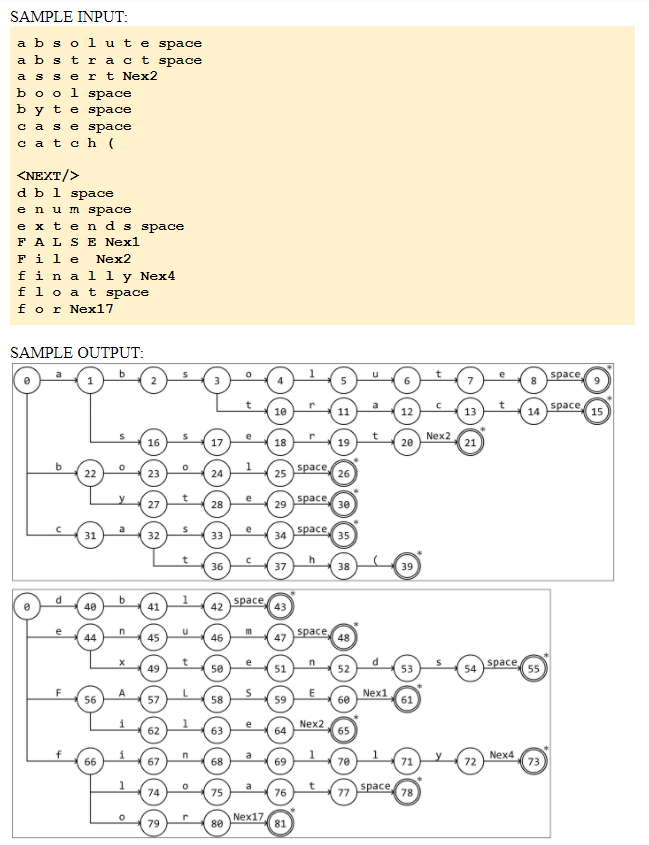 SAMPLE INPUT:
a b s o l u t e space
a b s t r a c t space
a s s e r t Nex2
b o o l space
b y t e space
c a s e space
c a t c h (
<NEXT/>
d b l space
e n u m space
e x t e n d s space
F A L S E Nex1
F i l e  Nex2
f i n a l l y Nex4
f l o a t space
f o r Nex17
SAMPLE OUTPUT:
0 a 1 b 2 s 3 o 4 l 5 u 6 t 7 e 8 space 9 *
t 10 r 11 a 12 c 13 t 14 space 15 *
s 16 s 17 e 18 r 19 t 20 Nex2 21 *
b 22 o 23 o 24 l 25 space 26 *
y 27 t 28 e 29 space 30 *
c 31 a 32 s 33 e 34 space 35 *
t 36 c 37 h 38 ( 39 *
0 d 40 b 41 l 42 space 43 *
e 44 n 45 u 46 m 47 space 48 *
x 49 t 50 e 51 n 52 d 53 s 54 space 55 *
F 56 A 57 L 58 S 59 E 60 Nex1 61 *
i 62 l 63 e 64 Nex2 65 *
f 66 i 67 n 68 a 69 l 70 l 71 y 72 Nex4 73 *
l 74 o 75 a 76 t 77 space 78 *
o 79 r 80 Nex17 81 *